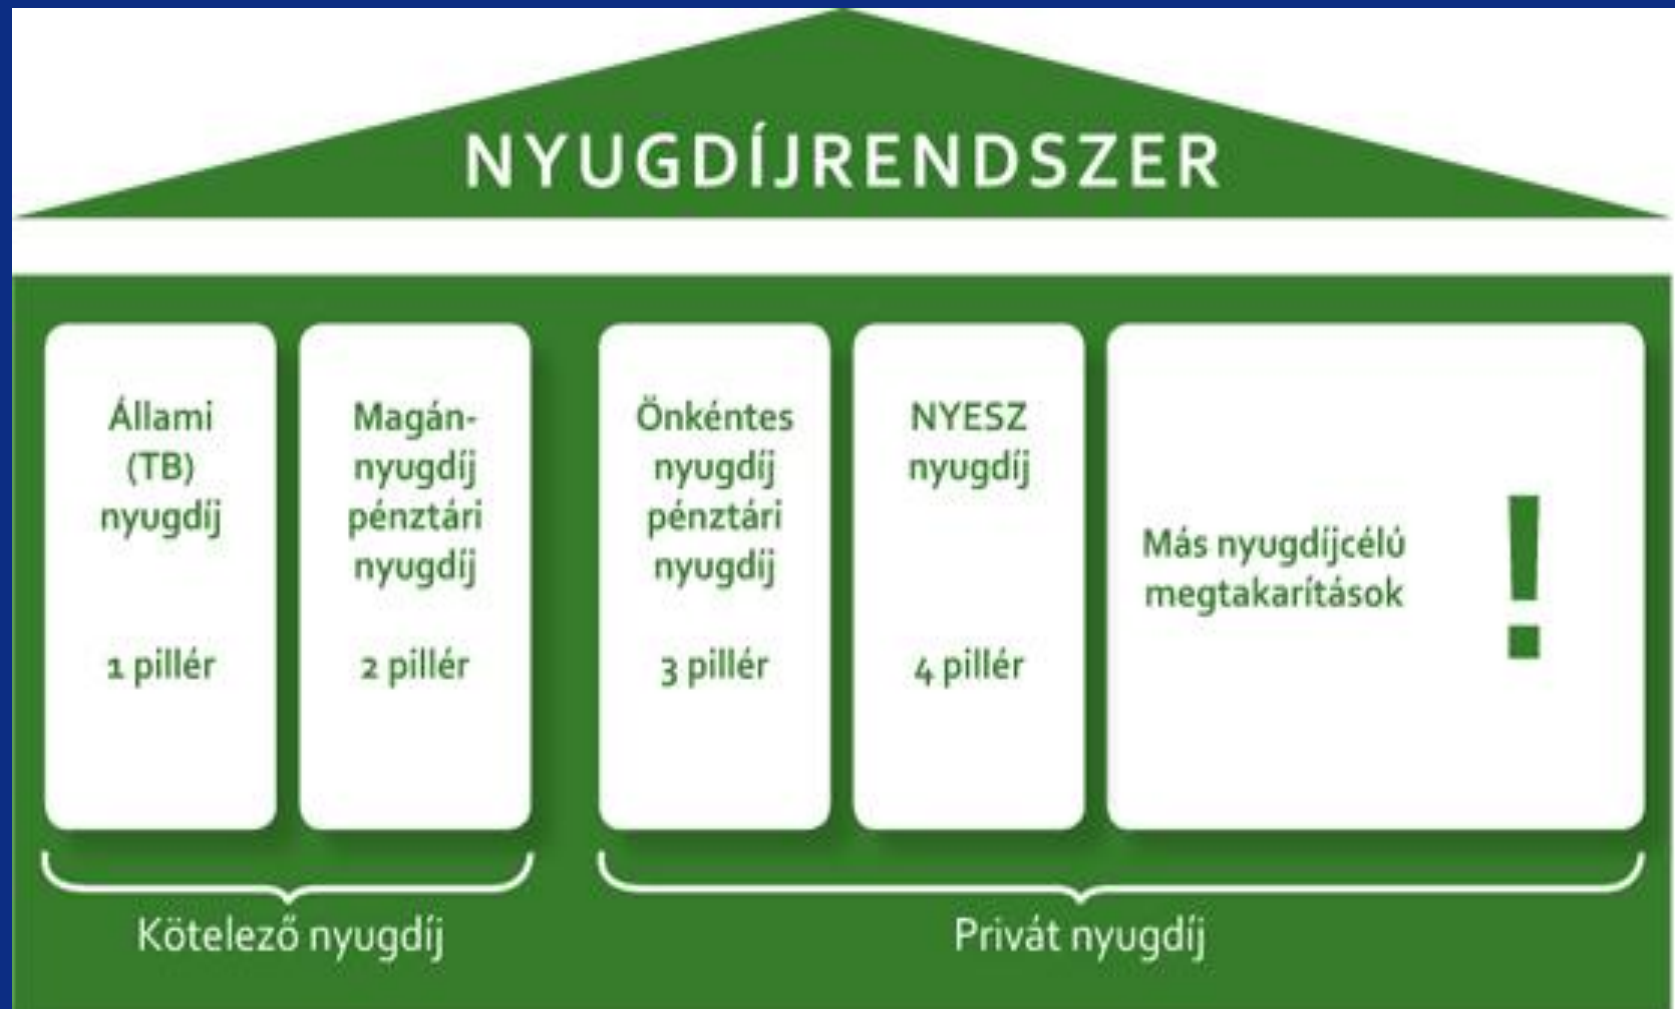 NYUGDÍJRENDSZER
Állami
(TB)
nyugdíj
1 pillér
Magán-
nyugdíj
pénztári
nyugdíj
2 pillér
Önkéntes
nyugdíj
pénztári
nyugdíj
3 pillér
NYESZ
nyugdíj
4 pillér
Más nyugdíjcélú
megtakarítások
!
Kötelező nyugdíj
Privát nyugdíj